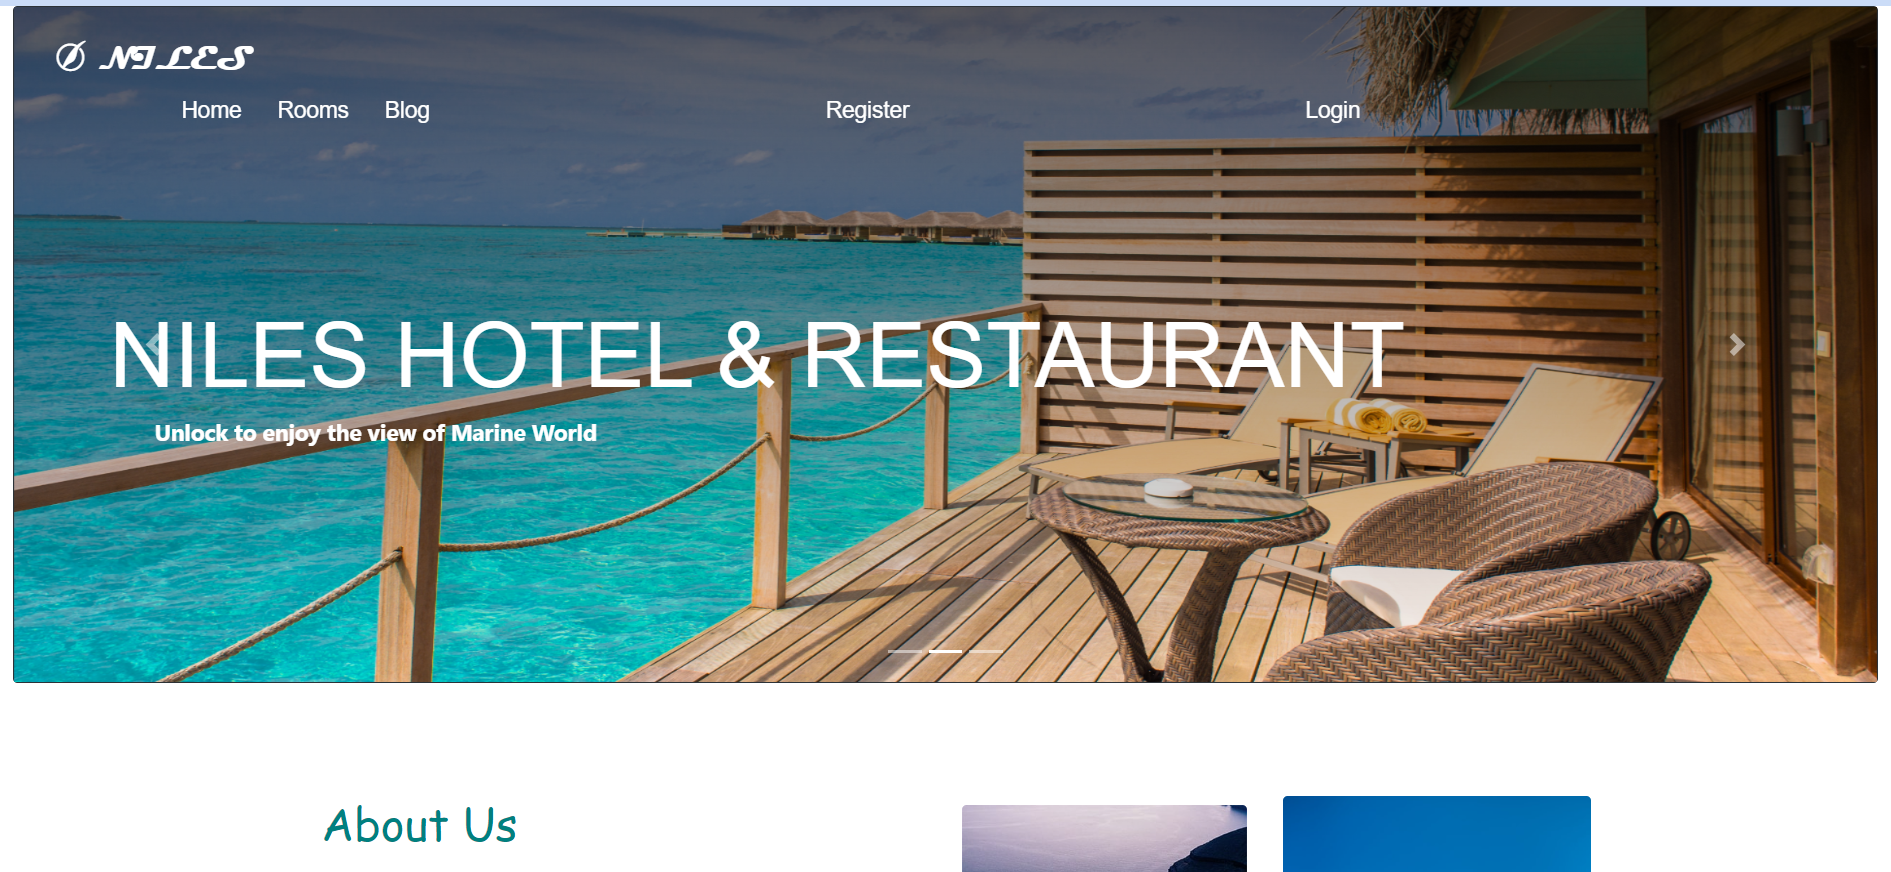 NILES
Home Rooms Blog Register Login
NILES HOTEL & RESTAURANT
Unlock to enjoy the view of Marine World
About Us